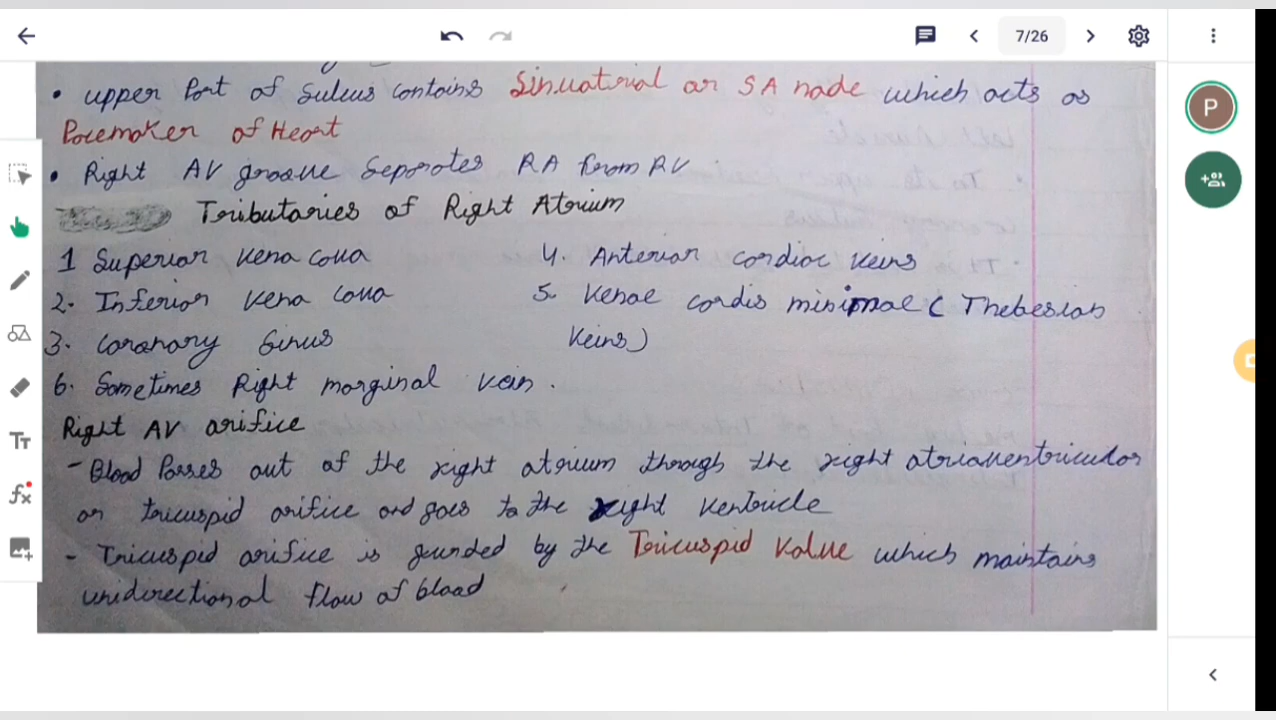 7/26
P
• upper Part of Sulcus contains Sinuatrial or SA node which acts as
Pacemaker of Heart
• Right AV groove Separates RA from RV
Tributaries of Right Atrium
1 Superior Vena cava
2. Inferior Vena cava
3. Coronary Sinus
4. Anterior cardiac Veins
5. Venae cordis minimae ( Thebesian
Veins)
6. Sometimes Right marginal vein.
Right AV orifice
- Blood Passes out of the right atrium through the right atrioventricular
or tricuspid orifice and goes to the right Ventricle
- Tricuspid orifice is gurded by the Tricuspid Valve which maintains
unidirectional flow of blood
Tт
fx